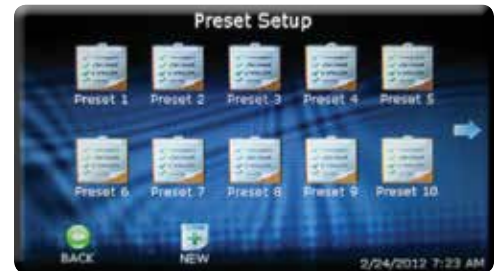 Preset Setup
Preset 1 Preset 2 Preset 3 Preset 4 Preset 5
Preset 6 Preset 7 Preset 8 Preset 9 Preset 10
BACK NEW
2/24/2012 7:23 AM